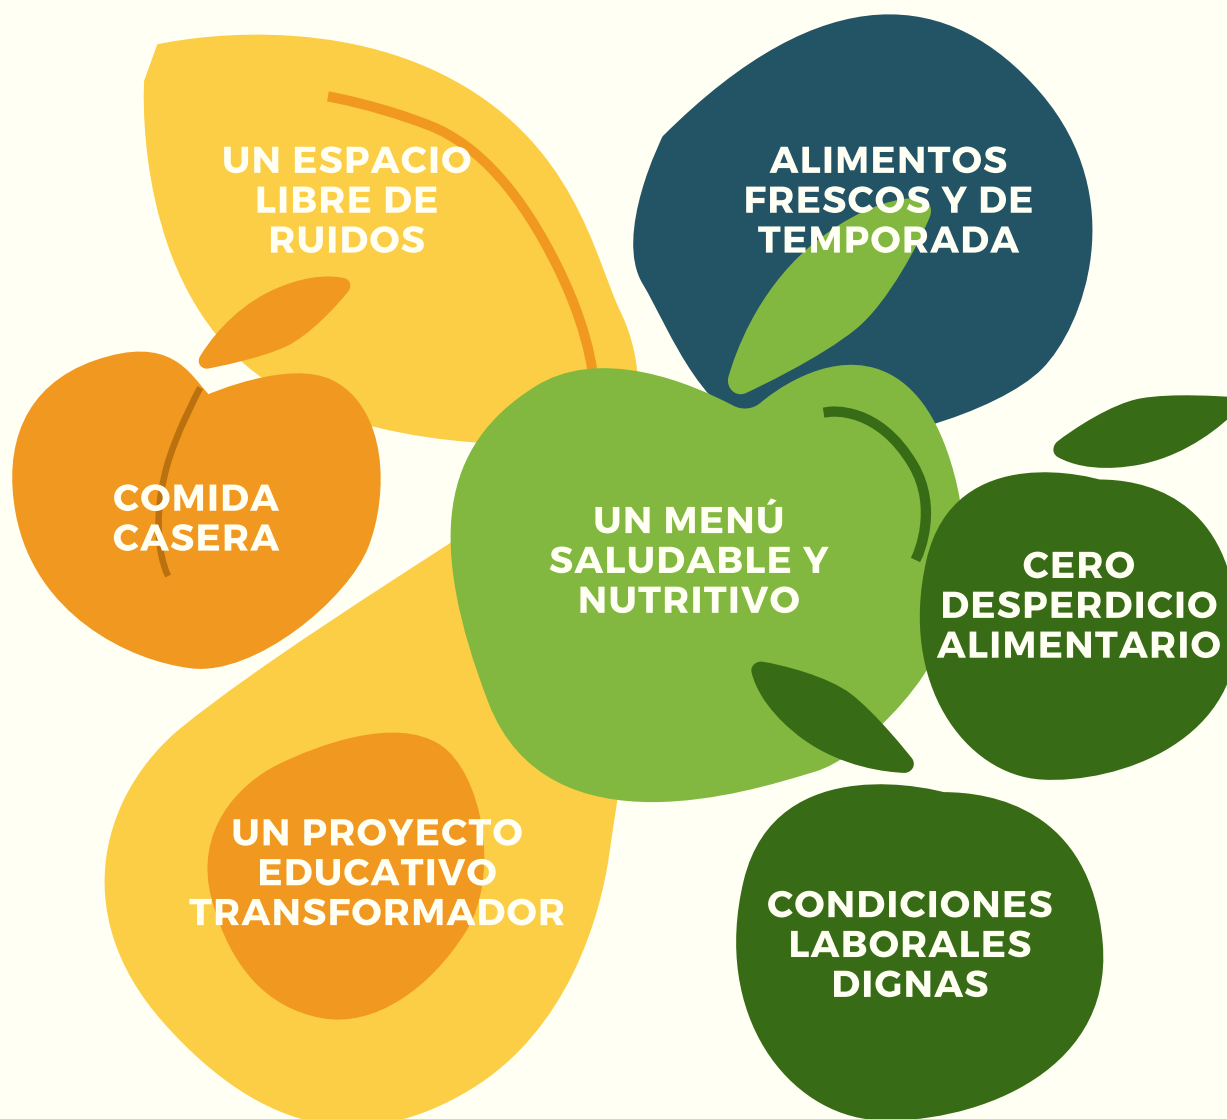 UN ESPACIO
LIBRE DE
RUIDOS
ALIMENTOS
FRESCOS Y DE
TEMPORADA
COMIDA
CASERA
UN MENÚ
SALUDABLE Y
NUTRITIVO
CERO
DESPERDICIO
ALIMENTARIO
UN PROYECTO
EDUCATIVO
TRANSFORMADOR
CONDICIONES
LABORALES
DIGNAS